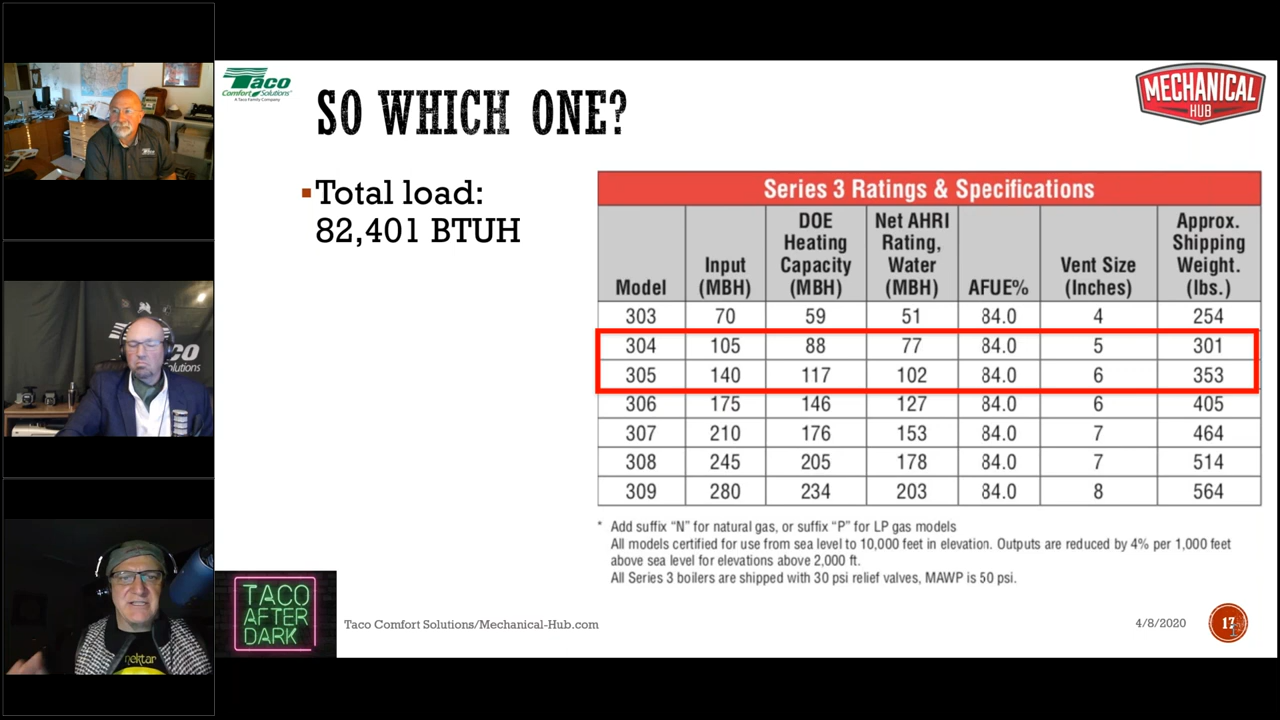 Taco
Comfort Solutions®
A Taco Family Company
SO WHICH ONE?
MECHANICAL
HUB
▪Total load:
82,401 BTUH
Series 3 Ratings & Specifications
Model
Input
(MBH)
DOE
Heating
Capacity
(MBH)
Net AHRI
Rating,
Water
(MBH)
AFUE%
Vent Size
(Inches)
Approx.
Shipping
Weight.
(lbs.)
303 70 59 51 84.0 4 254
304 105 88 77 84.0 5 301
305 140 117 102 84.0 6 353
306 175 146 127 84.0 6 405
307 210 176 153 84.0 7 464
308 245 205 178 84.0 7 514
309 280 234 203 84.0 8 564
* Add suffix “N” for natural gas, or suffix “P” for LP gas models
All models certified for use from sea level to 10,000 feet in elevation. Outputs are reduced by 4% per 1,000 feet
above sea level for elevations above 2,000 ft.
All Series 3 boilers are shipped with 30 psi relief valves, MAWP is 50 psi.
TACO
AFTER
DARK
Taco Comfort Solutions/Mechanical-Hub.com
4/8/2020
17
co
Solutions
nektar